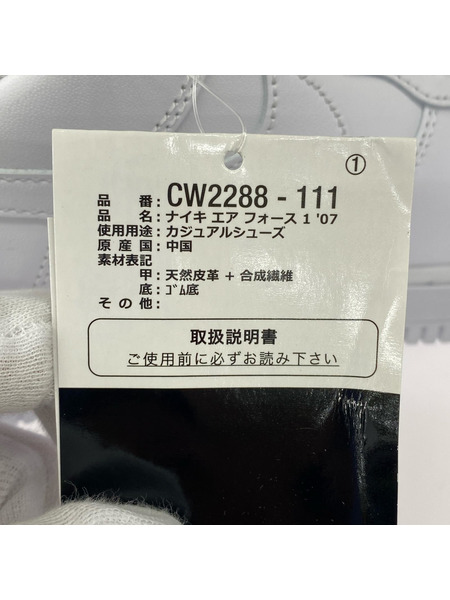 ①
品 番: CW2288 - 111
品 名: ナイキ エア フォース 1 '07
使用用途: カジュアルシューズ
原 産 国: 中国
素材表記
甲: 天然皮革 + 合成繊維
底: ｺﾞﾑ底
そ の 他:
取扱説明書
ご使用前に必ずお読み下さい